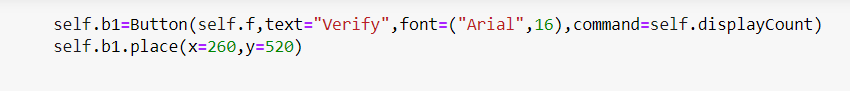 self.b1=Button(self.f,text="Verify",font=("Arial",16),command=self.displayCount)
self.b1.place(x=260,y=520)